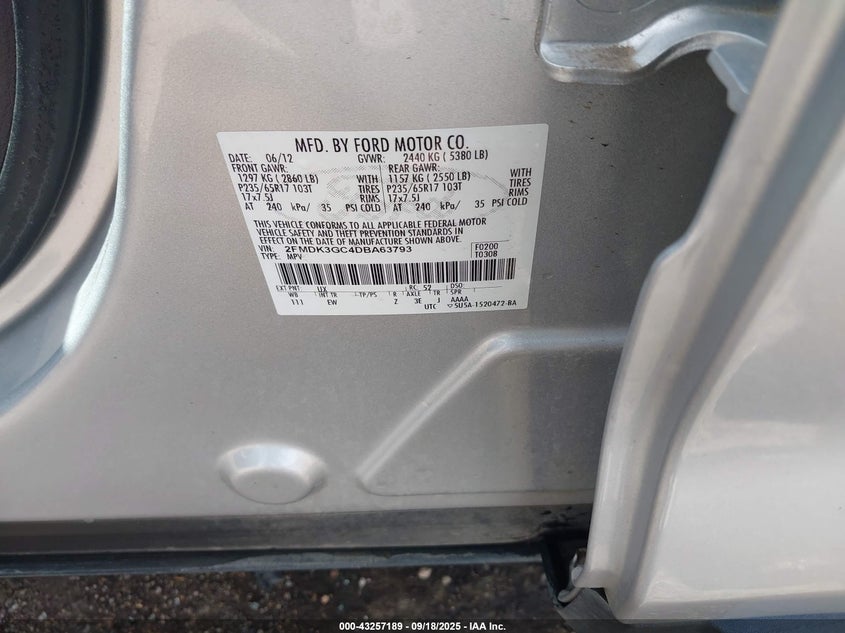 MFD. BY FORD MOTOR CO.
DATE: 06/12 GVWR: 2440 KG ( 5380 LB)
FRONT GAWR: REAR GAWR:
1297 KG ( 2860 LB) WITH 1157 KG ( 2550 LB) WITH
P235/65R17 103T TIRES P235/65R17 103T TIRES
17x7.5J RIMS 17x7.5J RIMS
AT 240 kPa/ 35 PSI COLD AT 240 kPa/ 35 PSI COLD
THIS VEHICLE CONFORMS TO ALL APPLICABLE FEDERAL MOTOR
VEHICLE SAFETY AND THEFT PREVENTION STANDARDS IN
EFFECT ON THE DATE OF MANUFACTURE SHOWN ABOVE.
VIN: 2FMDK3GC4DBA63793 F0200
TYPE: MPV T0308
EXT PNT: UX RC: 52 DSO:
WB INT TR TP/PS R AXLE TR SPR
111 EW Z 3E J AAAA
UTC 5U5A-1520472-BA
000-43257189 - 09/18/2025 - IAA Inc.